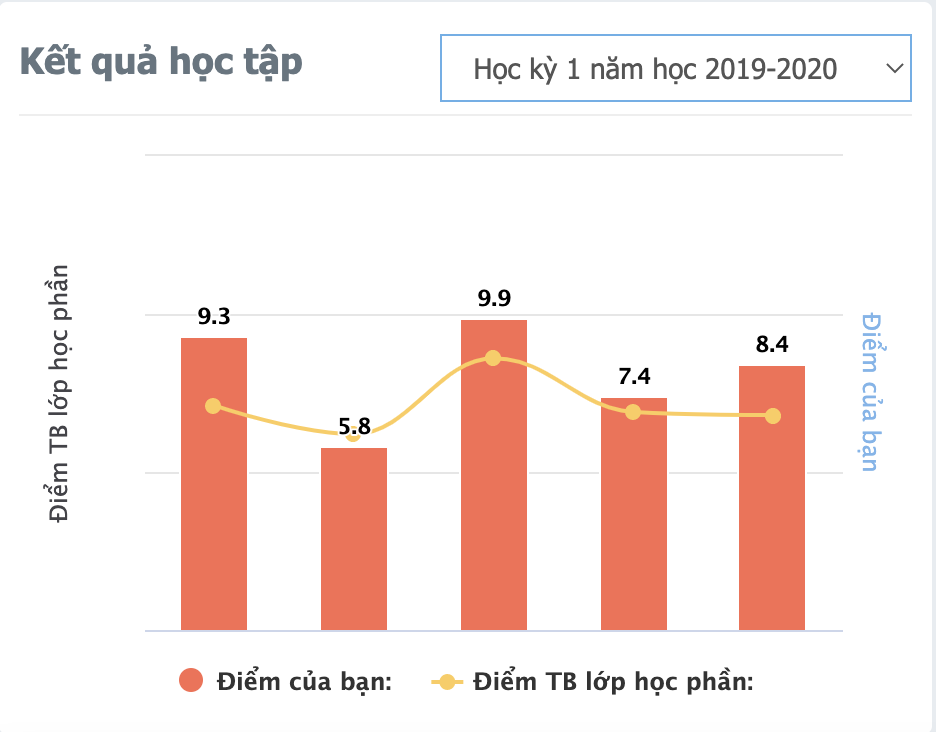 Kết quả học tập
Học kỳ 1 năm học 2019-2020
Điểm TB lớp học phần
9.3
5.8
9.9
7.4
8.4
Điểm của bạn
Điểm của bạn:
Điểm TB lớp học phần: